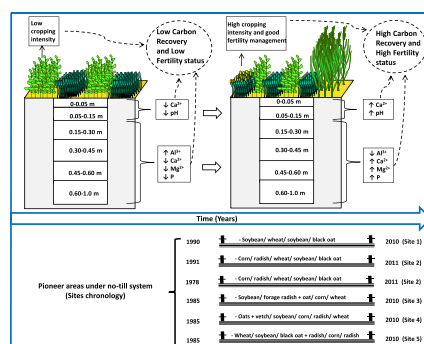 Low
cropping
intensity
Low Carbon
Recovery
and Low
Fertility status
High cropping
intensity and good
fertility management
High Carbon
Recovery and
High Fertility
status
0-0.05 m
0.05-0.15 m
0.15-0.30 m
0.30-0.45 m
0.45-0.60 m
0.60-1.0 m
↓ Ca²⁺
↓ pH
↑ Al³⁺
↓ Ca²⁺
↓ Mg²⁺
↓ P
0-0.05 m
0.05-0.15 m
0.15-0.30 m
0.30-0.45 m
0.45-0.60 m
0.60-1.0 m
↑ Ca²⁺
↑ pH
↓ Al³⁺
↑ Ca²⁺
↑ Mg²⁺
↑ P
Time (Years)
Pioneer areas under no-till system
(Sites chronology)
1990 - Soybean/ wheat/ soybean/ black oat 2010 (Site 1)
1991 - Corn/ radish/ wheat/ soybean/ black oat 2011 (Site 2)
1978 - Corn/ radish/ wheat/ soybean/ black oat 2011 (Site 2)
1985 - Soybean/ forage radish + oat/ corn/ wheat 2010 (Site 3)
1985 - Oats + vetch/ soybean/ corn/ radish/ wheat 2010 (Site 4)
1985 - Wheat/ soybean/ black oat + radish/ corn/ radish 2010 (Site 5)